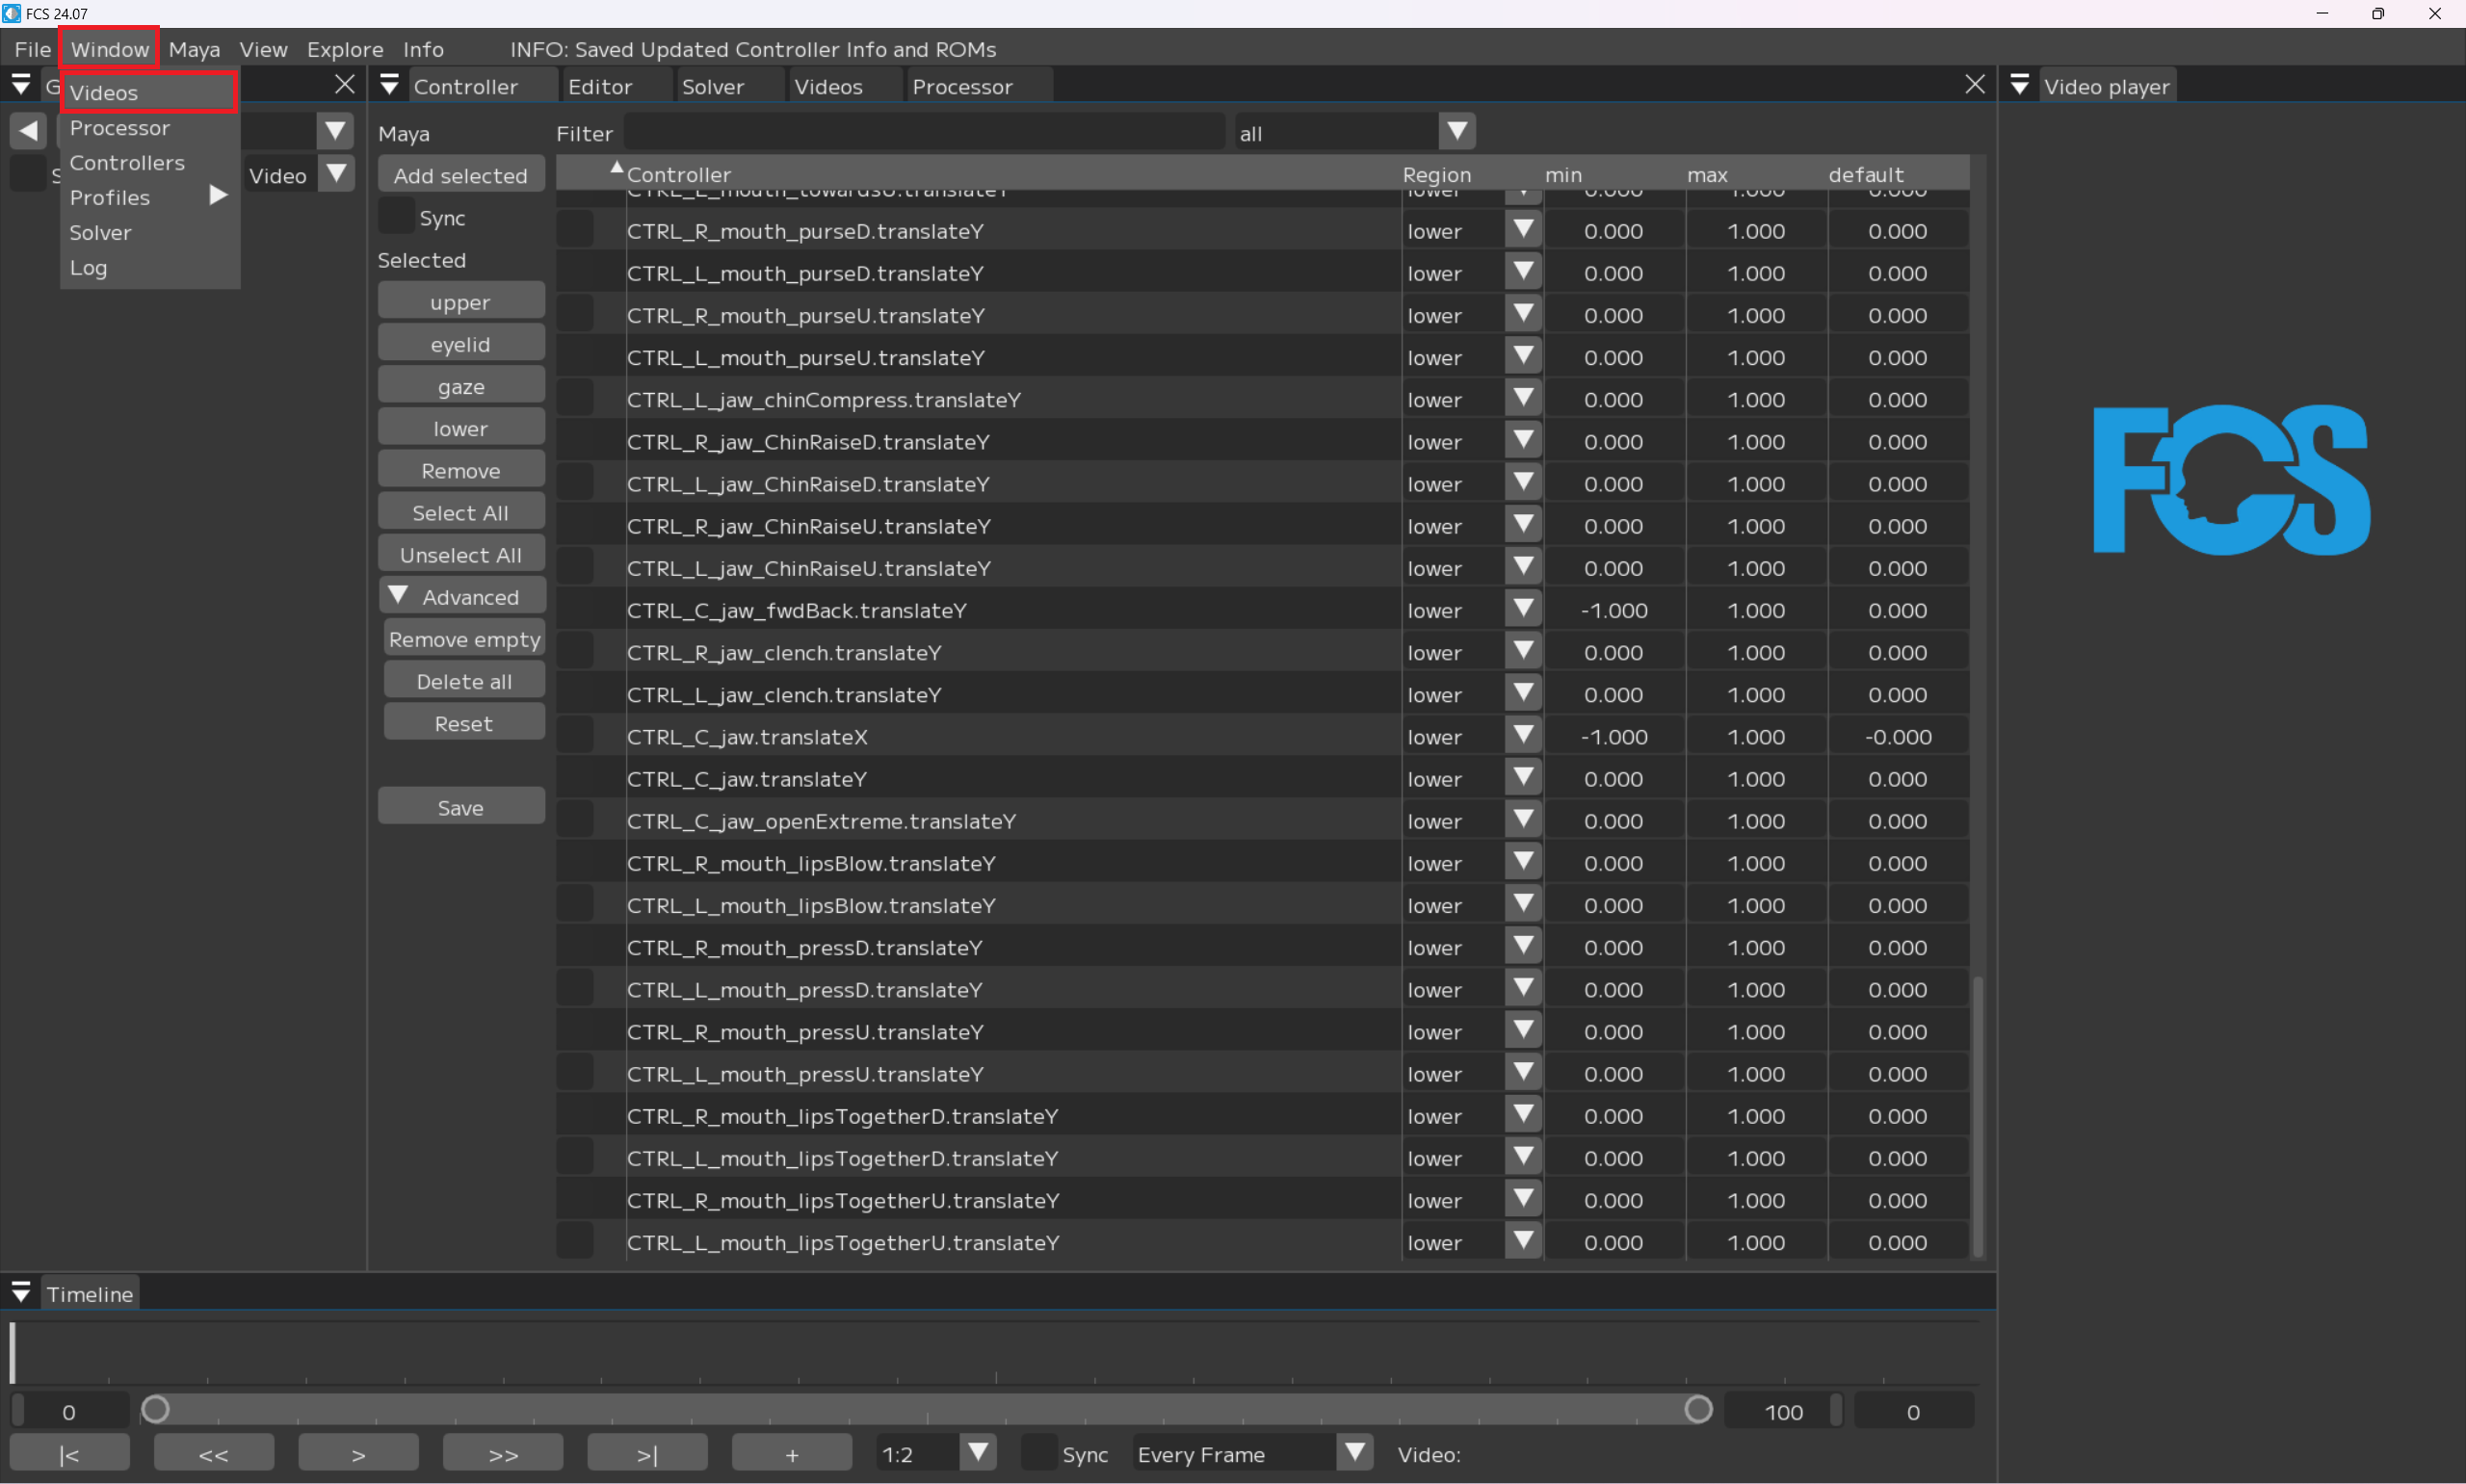 FCS 24.07
File Window Maya View Explore Info INFO: Saved Updated Controller Info and ROMs
Controller Editor Solver Videos Processor
Video player
Videos
Processor
Controllers
Profiles
Solver
Log
Video
Maya
Add selected
Sync
Selected
upper
eyelid
gaze
lower
Remove
Select All
Unselect All
Advanced
Remove empty
Delete all
Reset
Save
Filter all
Controller Region min max default
CTRL_L_mouth_towardsU.translateY lower 0.000 1.000 0.000
CTRL_R_mouth_purseD.translateY lower 0.000 1.000 0.000
CTRL_L_mouth_purseD.translateY lower 0.000 1.000 0.000
CTRL_R_mouth_purseU.translateY lower 0.000 1.000 0.000
CTRL_L_mouth_purseU.translateY lower 0.000 1.000 0.000
CTRL_L_jaw_chinCompress.translateY lower 0.000 1.000 0.000
CTRL_R_jaw_ChinRaiseD.translateY lower 0.000 1.000 0.000
CTRL_L_jaw_ChinRaiseD.translateY lower 0.000 1.000 0.000
CTRL_R_jaw_ChinRaiseU.translateY lower 0.000 1.000 0.000
CTRL_L_jaw_ChinRaiseU.translateY lower 0.000 1.000 0.000
CTRL_C_jaw_fwdBack.translateY lower -1.000 1.000 0.000
CTRL_R_jaw_clench.translateY lower 0.000 1.000 0.000
CTRL_L_jaw_clench.translateY lower 0.000 1.000 0.000
CTRL_C_jaw.translateX lower -1.000 1.000 -0.000
CTRL_C_jaw.translateY lower 0.000 1.000 0.000
CTRL_C_jaw_openExtreme.translateY lower 0.000 1.000 0.000
CTRL_R_mouth_lipsBlow.translateY lower 0.000 1.000 0.000
CTRL_L_mouth_lipsBlow.translateY lower 0.000 1.000 0.000
CTRL_R_mouth_pressD.translateY lower 0.000 1.000 0.000
CTRL_L_mouth_pressD.translateY lower 0.000 1.000 0.000
CTRL_R_mouth_pressU.translateY lower 0.000 1.000 0.000
CTRL_L_mouth_pressU.translateY lower 0.000 1.000 0.000
CTRL_R_mouth_lipsTogetherD.translateY lower 0.000 1.000 0.000
CTRL_L_mouth_lipsTogetherD.translateY lower 0.000 1.000 0.000
CTRL_R_mouth_lipsTogetherU.translateY lower 0.000 1.000 0.000
CTRL_L_mouth_lipsTogetherU.translateY lower 0.000 1.000 0.000
FCS
Timeline
0 100 0
|< << > >> >| + 1:2 Sync Every Frame Video: